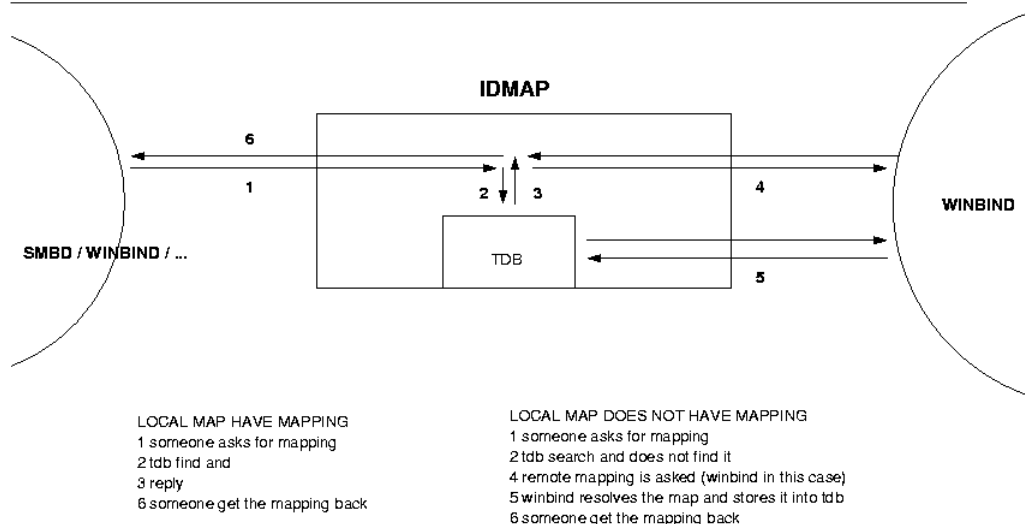 IDMAP
6
1
2
3
4
WINBIND
SMBD / WINBIND / ...
TDB
5
LOCAL MAP HAVE MAPPING
1 someone asks for mapping
2 tdb find and
3 reply
6 someone get the mapping back
LOCAL MAP DOES NOT HAVE MAPPING
1 someone asks for mapping
2 tdb search and does not find it
4 remote mapping is asked (winbind in this case)
5 winbind resolves the map and stores it into tdb
6 someone get the mapping back